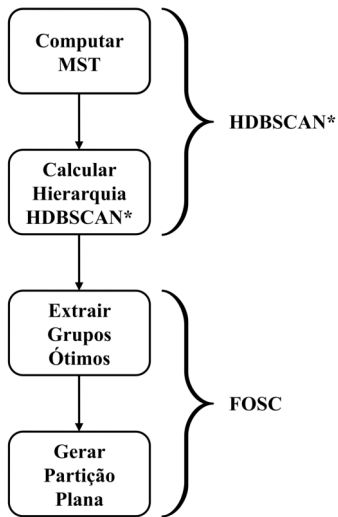 Computar
MST
HDBSCAN*
Calcular
Hierarquia
HDBSCAN*
Extrair
Grupos
Ótimos
FOSC
Gerar
Partição
Plana